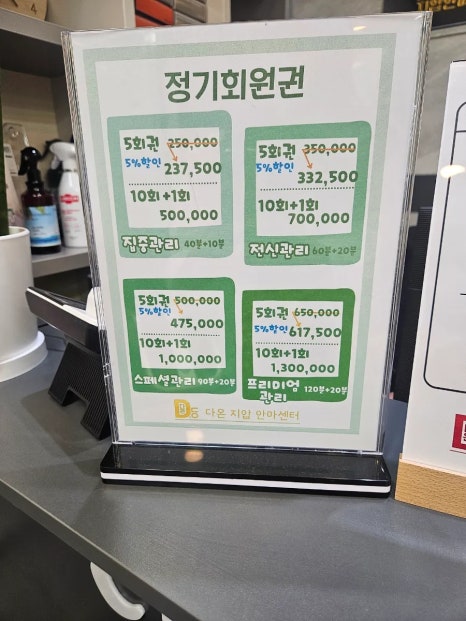 정기회원권
5회권 250,000
5%할인 237,500
10회+1회
500,000
집중관리 40분+10분
5회권 350,000
5%할인 332,500
10회+1회
700,000
전신관리 60분+20분
5회권 500,000
5%할인 475,000
10회+1회
1,000,000
스페셜관리 90분+20분
5회권 650,000
5%할인 617,500
10회+1회
1,300,000
프리미엄 관리 120분+20분
다온 지압 안마센터